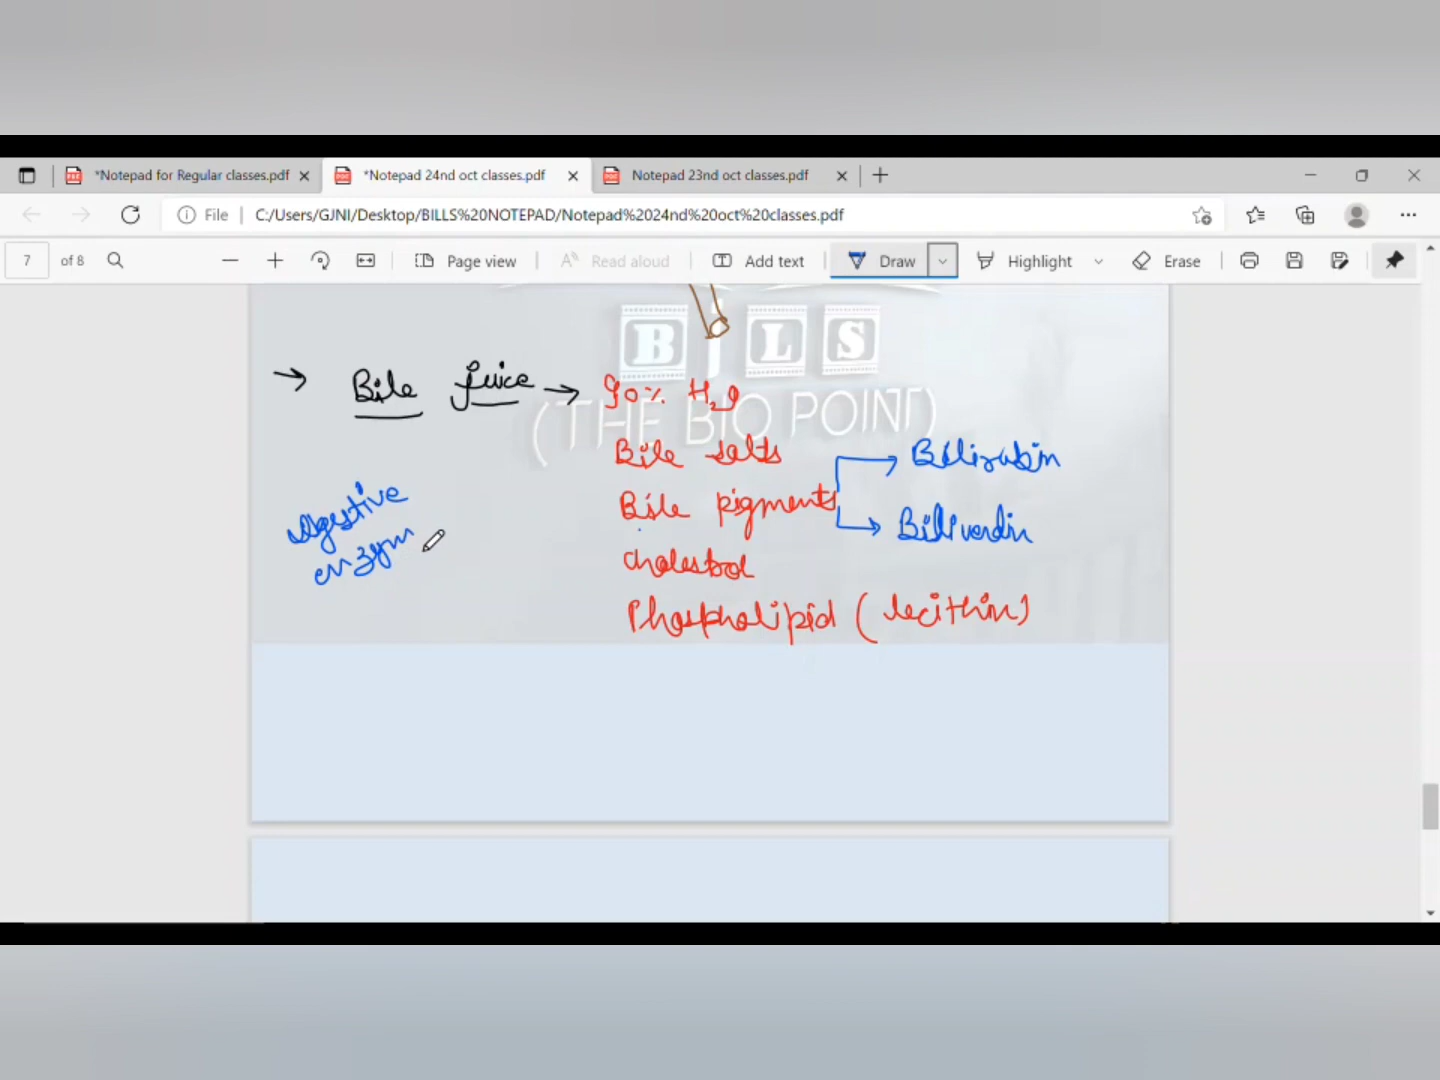 *Notepad for Regular classes.pdf
*Notepad 24nd oct classes.pdf
Notepad 23nd oct classes.pdf
File
C:/Users/GJNI/Desktop/BILLS%20NOTEPAD/Notepad%2024nd%20oct%20classes.pdf
7 of 8
Page view
Read aloud
Add text
Draw
Highlight
Erase
B I L S
(THE BIO POINT)
→ Bile juice → 90% H2O
Bile salts
Bile pigments
→ Bilirubin
→ Biliverdin
cholestrol
Phospholipid (lecithin)
digestive
enzym